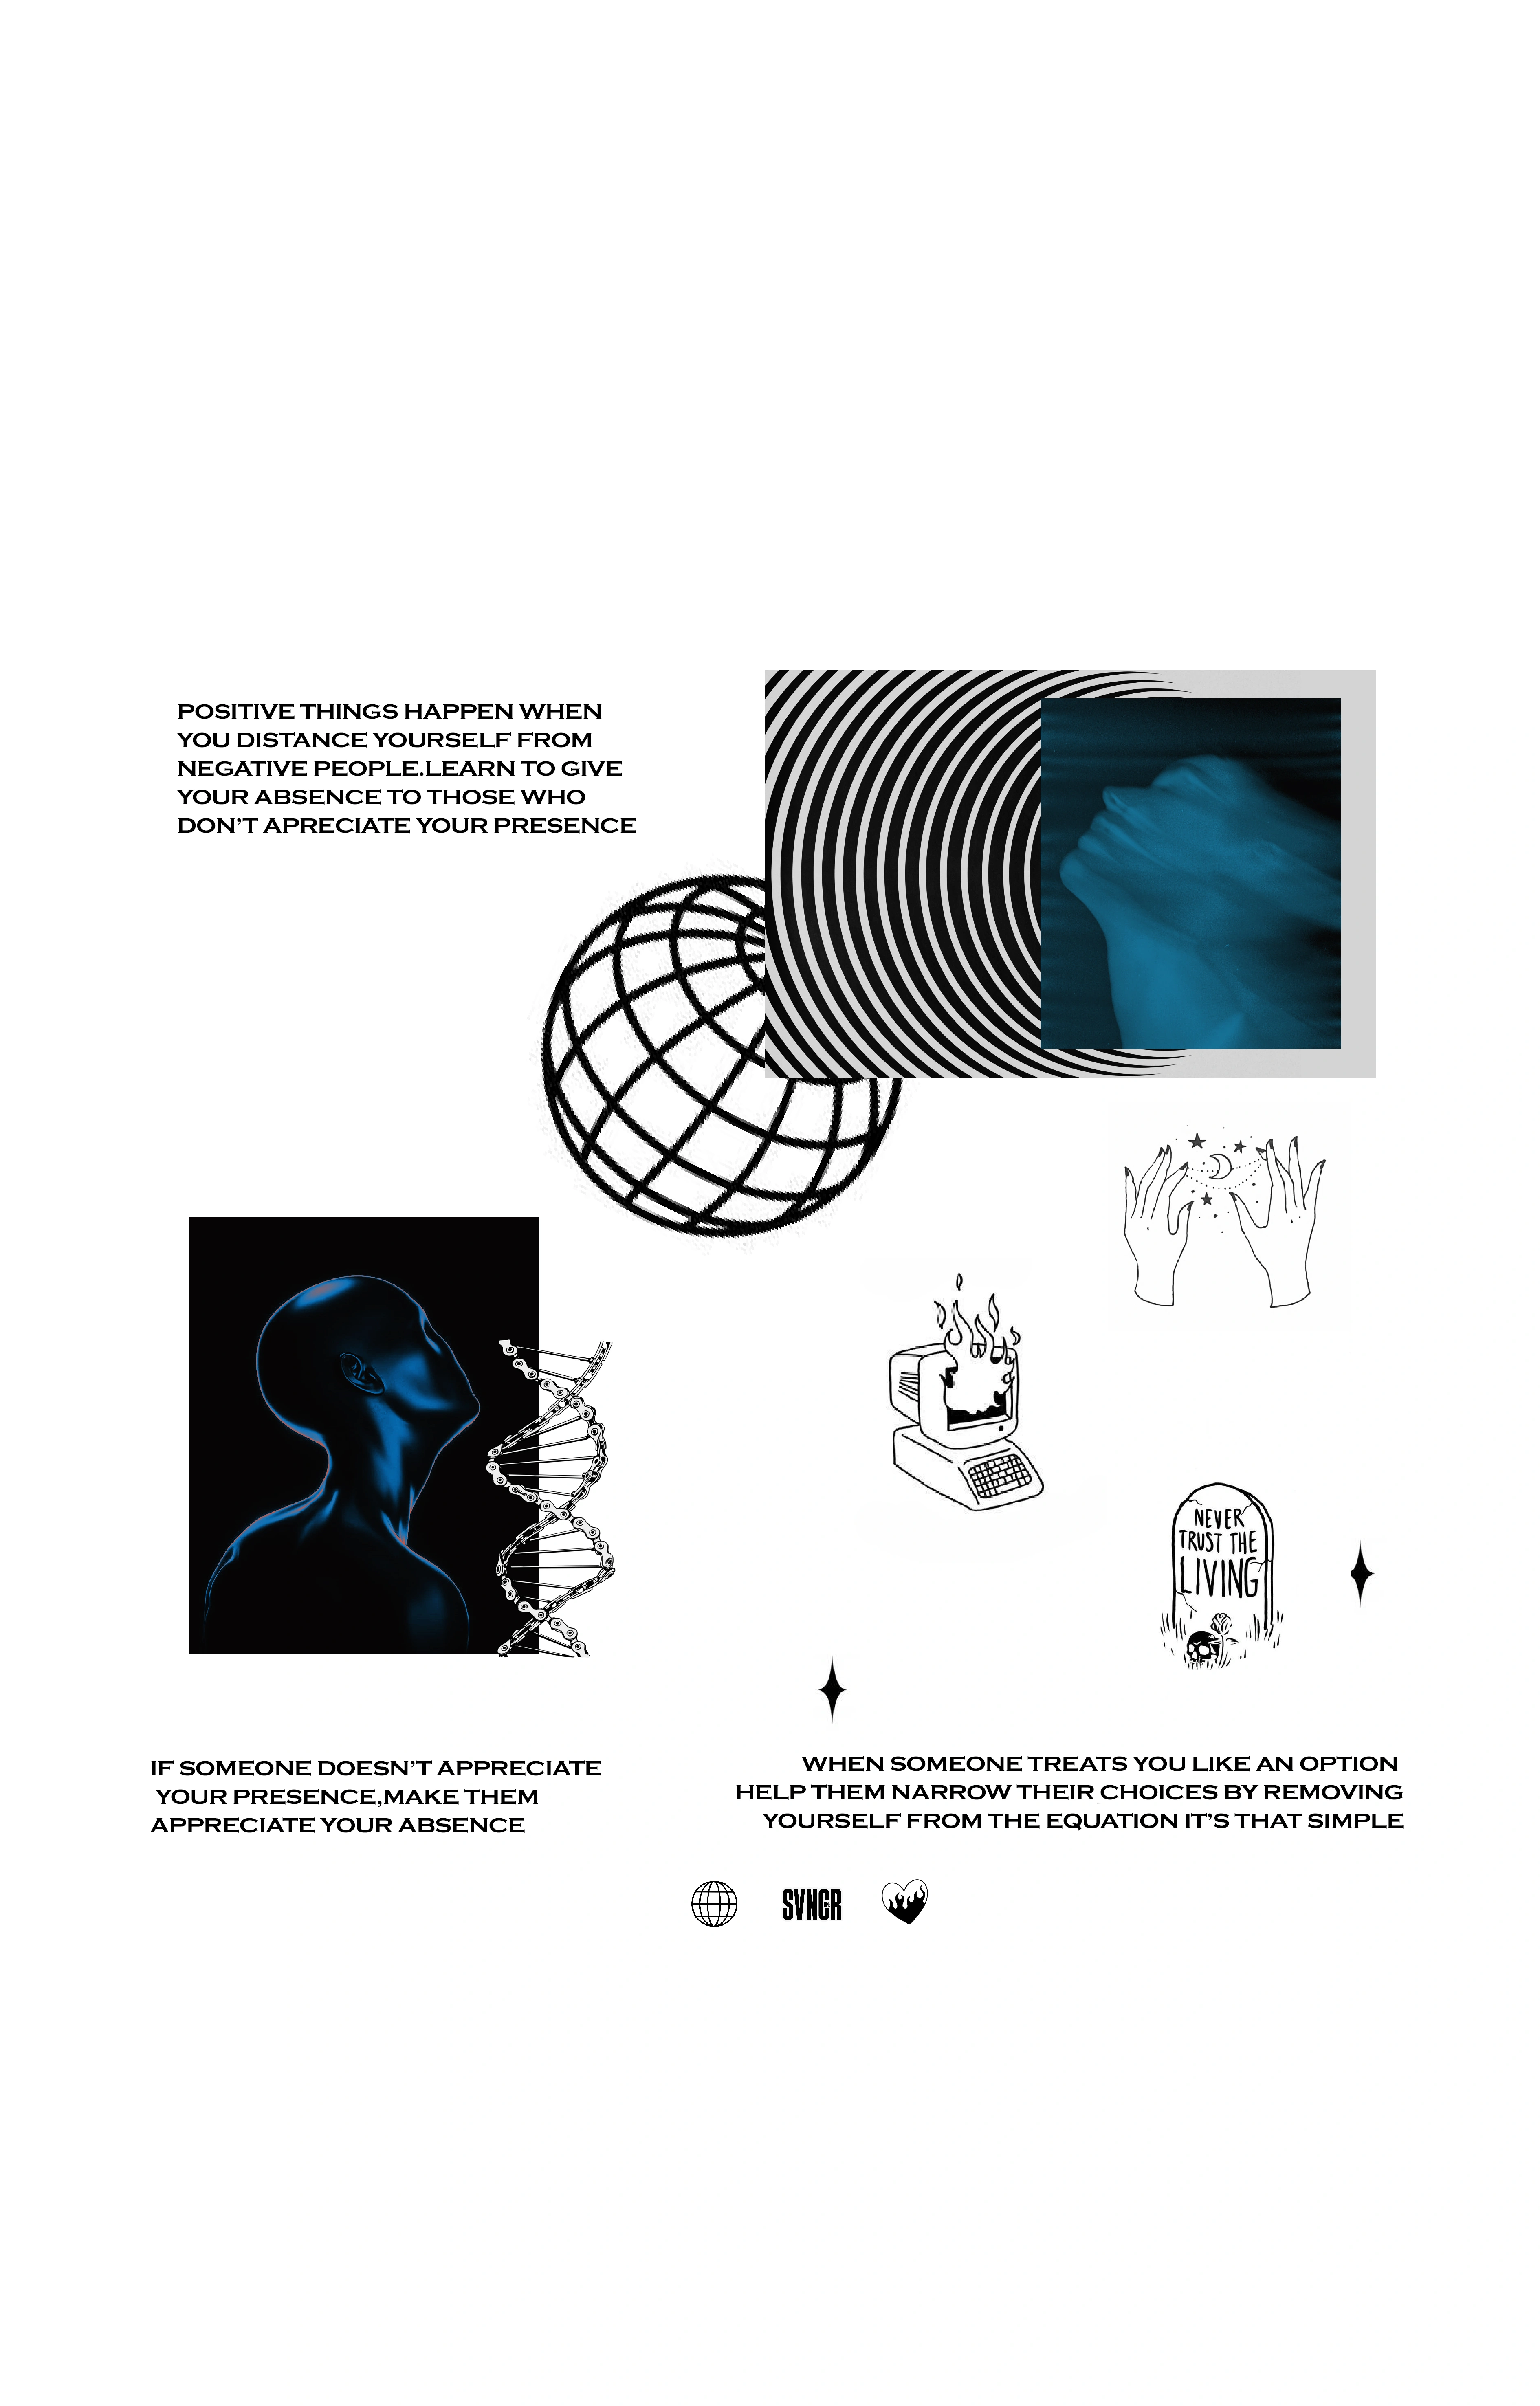 POSITIVE THINGS HAPPEN WHEN
YOU DISTANCE YOURSELF FROM
NEGATIVE PEOPLE.LEARN TO GIVE
YOUR ABSENCE TO THOSE WHO
DON'T APRECIATE YOUR PRESENCE
NEVER
TRUST THE
LIVING
IF SOMEONE DOESN'T APPRECIATE
YOUR PRESENCE,MAKE THEM
APPRECIATE YOUR ABSENCE
WHEN SOMEONE TREATS YOU LIKE AN OPTION
HELP THEM NARROW THEIR CHOICES BY REMOVING
YOURSELF FROM THE EQUATION IT'S THAT SIMPLE
SVNCR